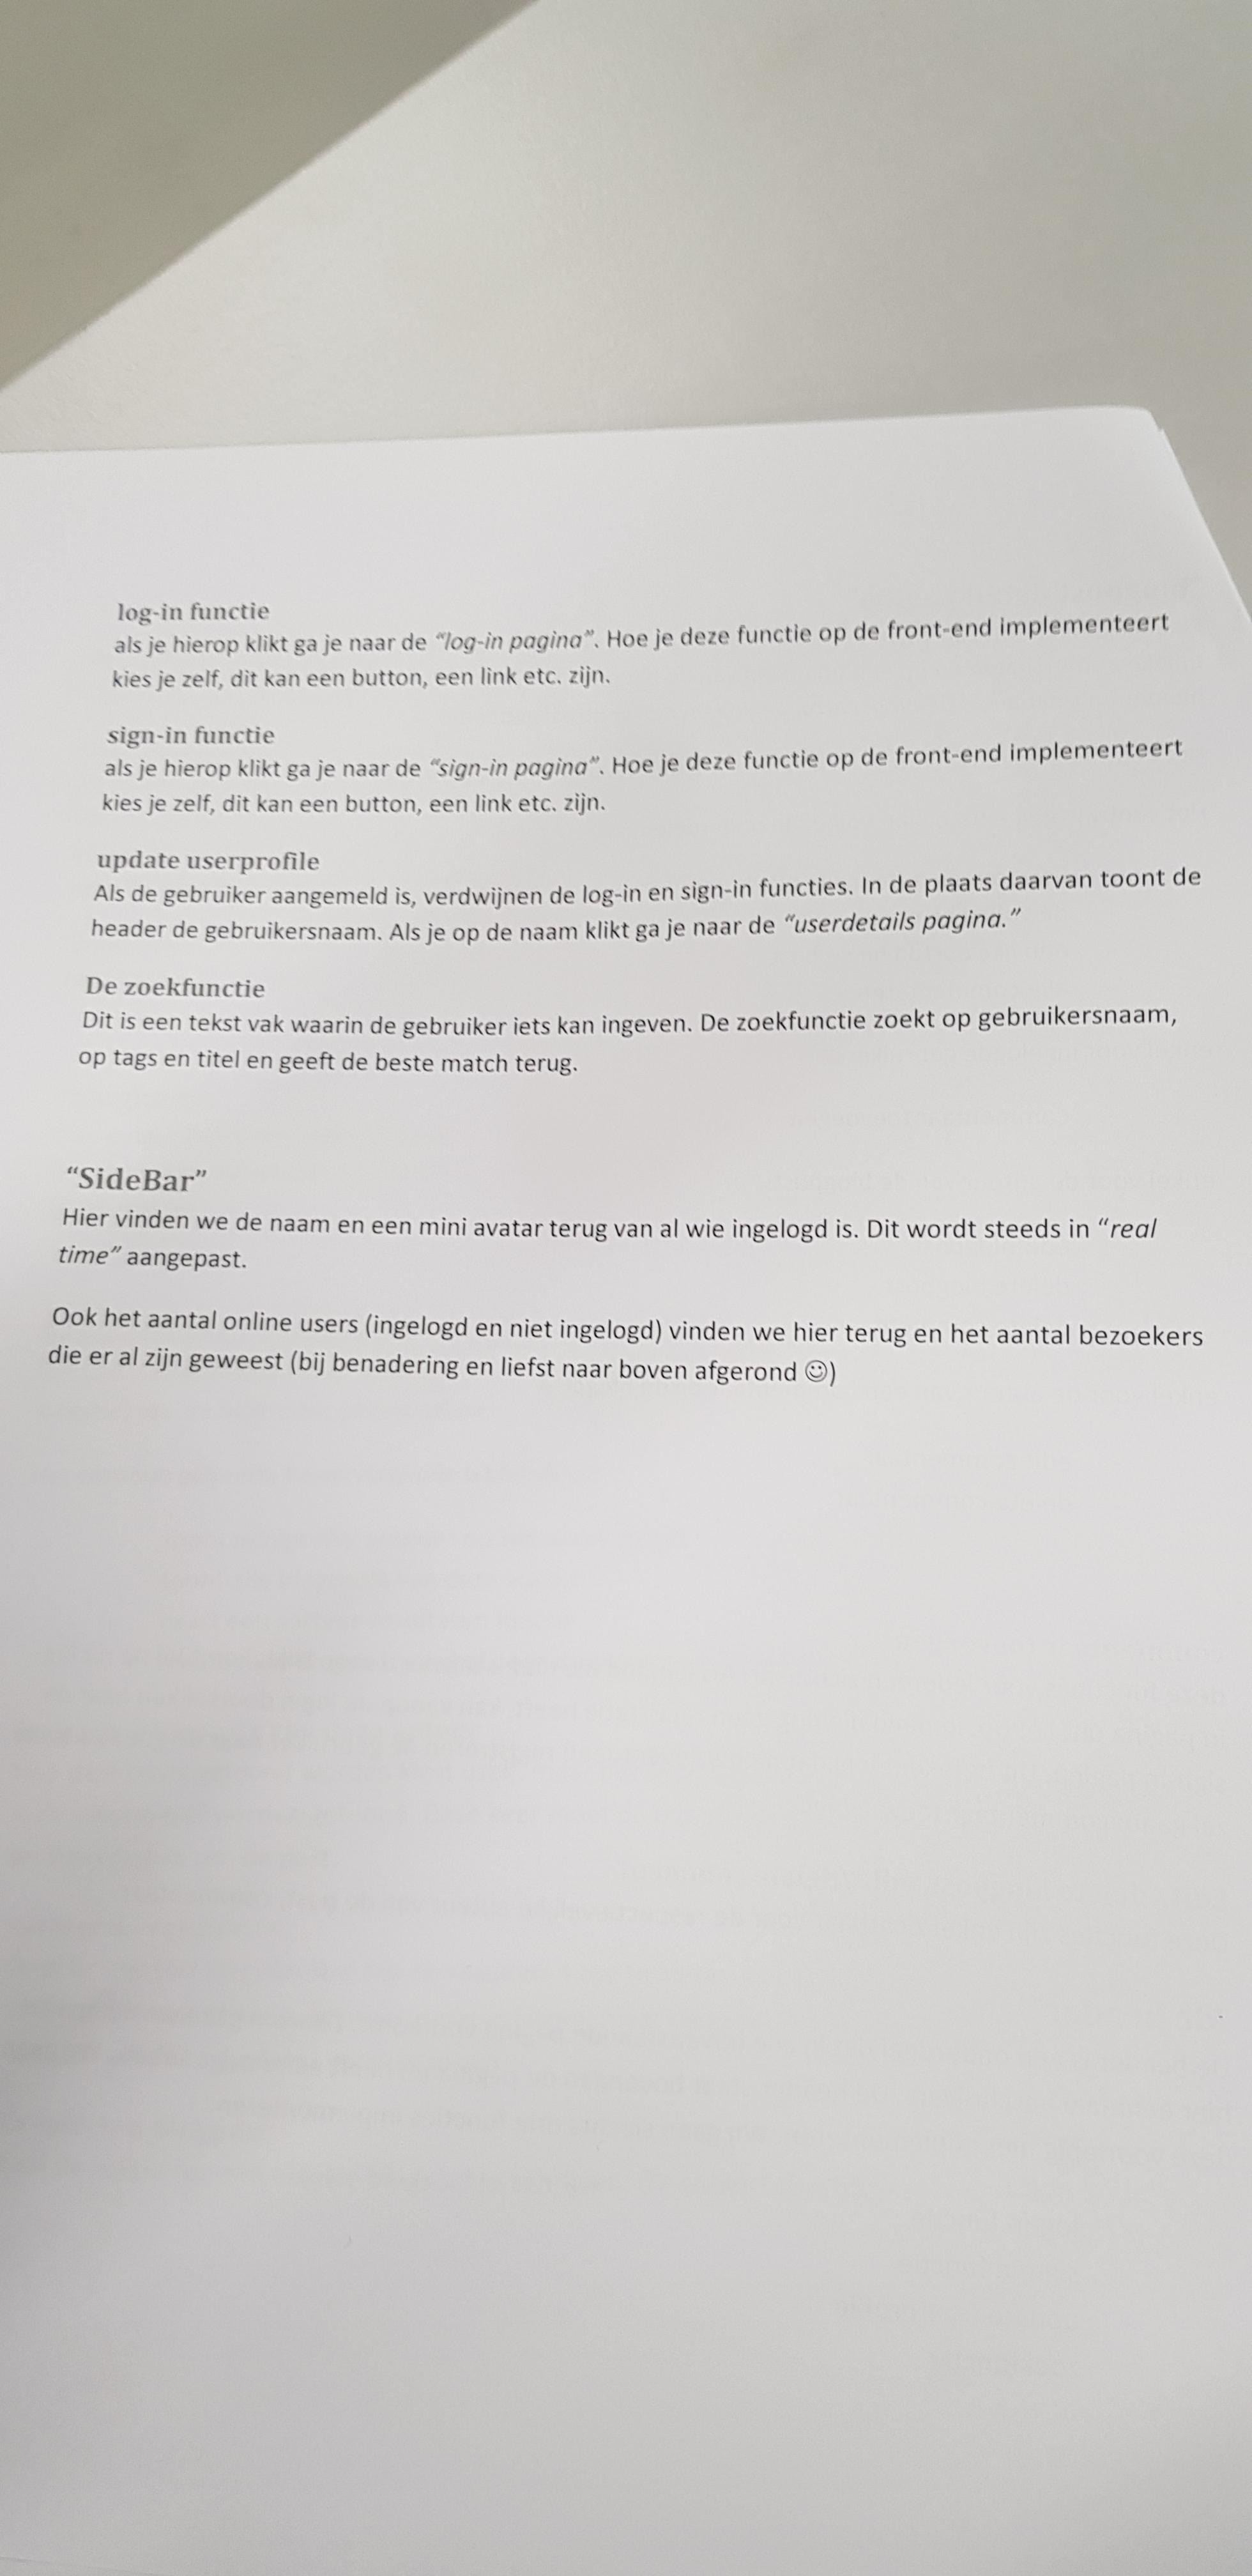 log-in functie
als je hierop klikt ga je naar de “log-in pagina”. Hoe je deze functie op de front-end implementeert
kies je zelf, dit kan een button, een link etc. zijn.
sign-in functie
als je hierop klikt ga je naar de “sign-in pagina”. Hoe je deze functie op de front-end implementeert
kies je zelf, dit kan een button, een link etc. zijn.
update userprofile
Als de gebruiker aangemeld is, verdwijnen de log-in en sign-in functies. In de plaats daarvan toont de
header de gebruikersnaam. Als je op de naam klikt ga je naar de “userdetails pagina.”
De zoekfunctie
Dit is een tekst vak waarin de gebruiker iets kan ingeven. De zoekfunctie zoekt op gebruikersnaam,
op tags en titel en geeft de beste match terug.
“SideBar”
Hier vinden we de naam en een mini avatar terug van al wie ingelogd is. Dit wordt steeds in “real
time” aangepast.
Ook het aantal online users (ingelogd en niet ingelogd) vinden we hier terug en het aantal bezoekers
die er al zijn geweest (bij benadering en liefst naar boven afgerond ☺)